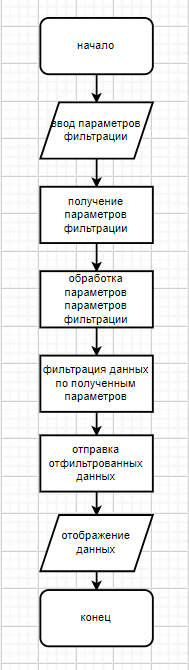 начало
ввод параметров
фильтрации
получение
параметров
фильтрации
обработка
параметров
параметров
фильтрации
фильтрация данных
по полученным
параметров
отправка
отфильтрованных
данных
отображение
данных
конец